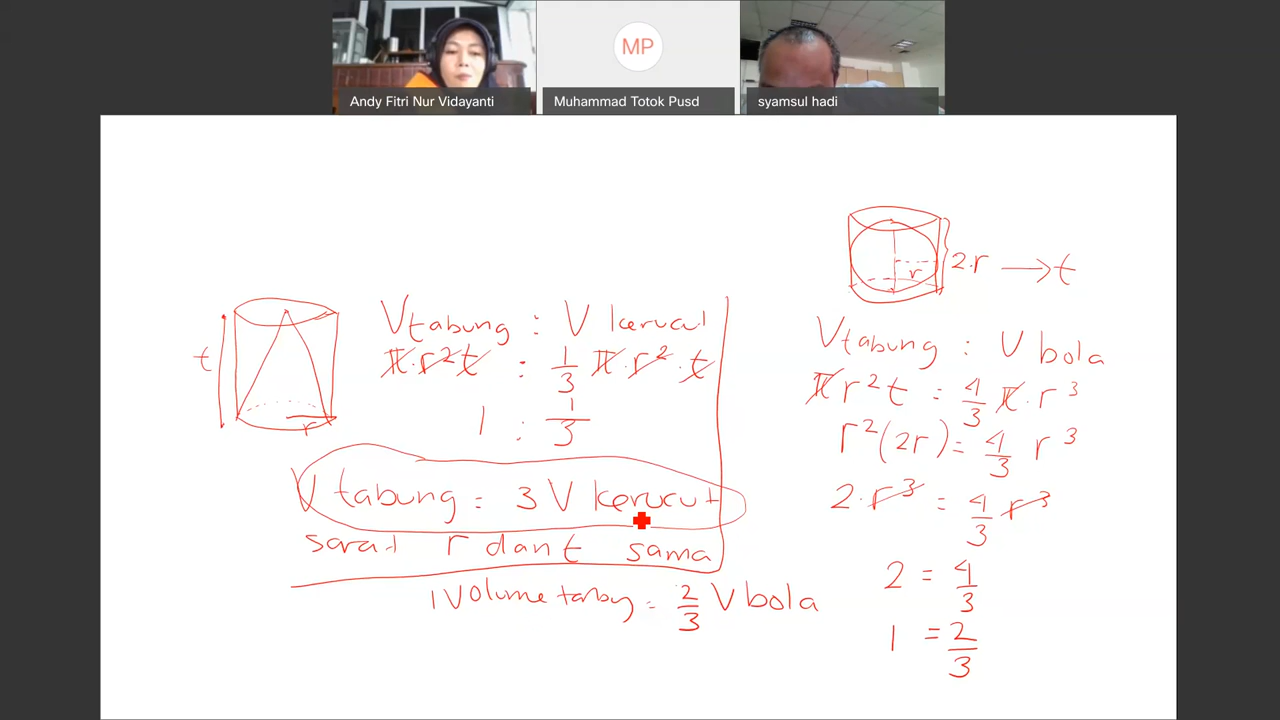 Andy Fitri Nur Vidayanti
MP
Muhammad Totok Pusd
syamsul hadi
t
r
V tabung : V kerucut
π·r²t : 1/3 π·r²·t
1 : 1/3
V tabung = 3 V kerucut
sarat r dan t sama
1 Volume tabung = 2/3 V bola
r
2·r → t
V tabung : V bola
πr²t = 4/3 π·r³
r²(2r) = 4/3 r³
2·r³ = 4/3 r³
2 = 4/3
1 = 2/3